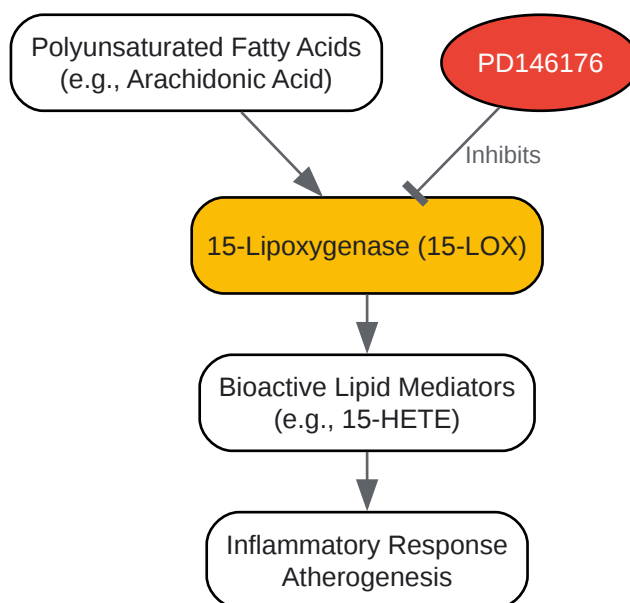 Polyunsaturated Fatty Acids
(e.g., Arachidonic Acid)
PD146176
Inhibits
15-Lipoxygenase (15-LOX)
Bioactive Lipid Mediators
(e.g., 15-HETE)
Inflammatory Response
Atherogenesis